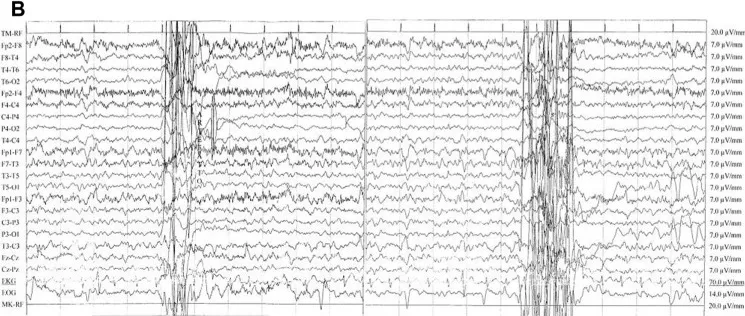 B
TM-RF 20.0 µV/mm
Fp2-F8 7.0 µV/mm
F8-T4 7.0 µV/mm
T4-T6 7.0 µV/mm
T6-O2 7.0 µV/mm
Fp2-F4 7.0 µV/mm
F4-C4 7.0 µV/mm
C4-P4 7.0 µV/mm
P4-O2 7.0 µV/mm
T4-C4 7.0 µV/mm
Fp1-F7 7.0 µV/mm
F7-T3 7.0 µV/mm
T3-T5 7.0 µV/mm
T5-O1 7.0 µV/mm
Fp1-F3 7.0 µV/mm
F3-C3 7.0 µV/mm
C3-P3 7.0 µV/mm
P3-O1 7.0 µV/mm
T3-C3 7.0 µV/mm
Fz-Cz 7.0 µV/mm
Cz-Pz 7.0 µV/mm
EKG 70.0 µV/mm
EOG 14.0 µV/mm
MK-RF 20.0 µV/mm